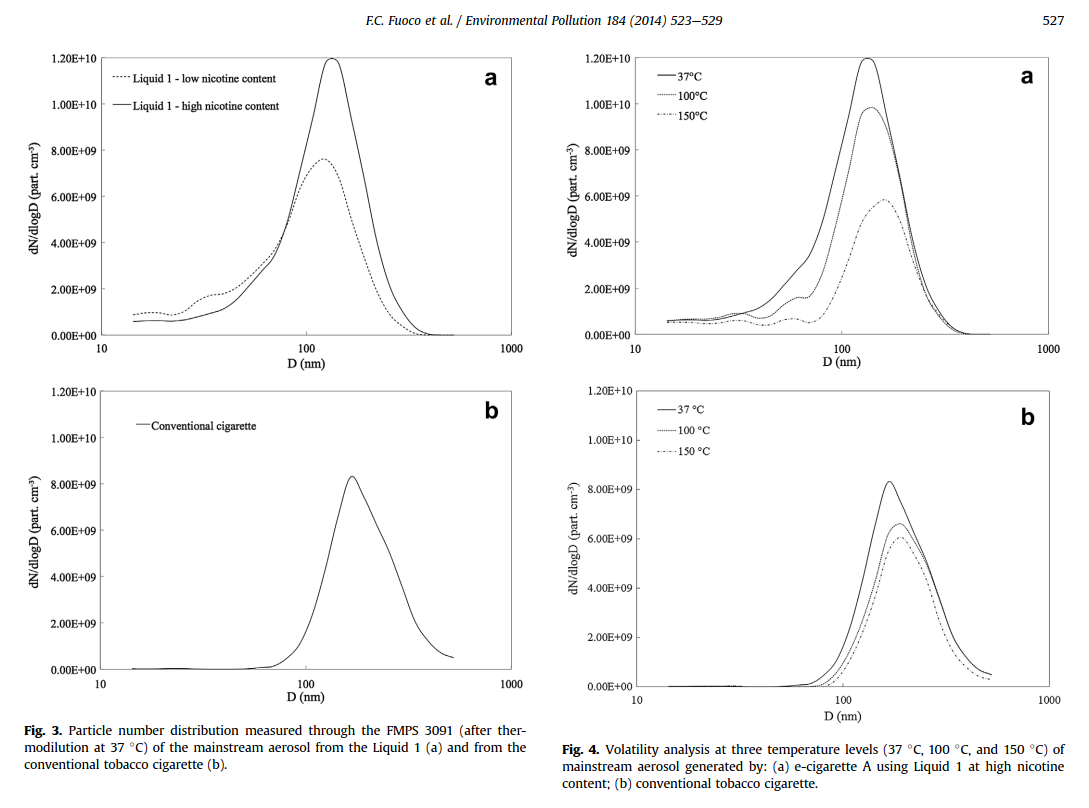 F.C. Fuoco et al. / Environmental Pollution 184 (2014) 523–529
527
1.20E+10
1.00E+10
8.00E+09
6.00E+09
4.00E+09
2.00E+09
0.00E+00
dN/dlogD (part. cm-3)
Liquid 1 - low nicotine content
Liquid 1 - high nicotine content
a
10
100
1000
D (nm)
1.20E+10
1.00E+10
8.00E+09
6.00E+09
4.00E+09
2.00E+09
0.00E+00
dN/dlogD (part. cm-3)
Conventional cigarette
b
10
100
1000
D (nm)
Fig. 3. Particle number distribution measured through the FMPS 3091 (after ther-
modilution at 37 °C) of the mainstream aerosol from the Liquid 1 (a) and from the
conventional tobacco cigarette (b).
1.20E+10
1.00E+10
8.00E+09
6.00E+09
4.00E+09
2.00E+09
0.00E+00
dN/dlogD (part. cm-3)
37°C
100°C
150°C
a
10
100
1000
D (nm)
1.20E+10
1.00E+10
8.00E+09
6.00E+09
4.00E+09
2.00E+09
0.00E+00
dN/dlogD (part. cm-3)
37 °C
100 °C
150 °C
b
10
100
1000
D (nm)
Fig. 4. Volatility analysis at three temperature levels (37 °C, 100 °C, and 150 °C) of
mainstream aerosol generated by: (a) e-cigarette A using Liquid 1 at high nicotine
content; (b) conventional tobacco cigarette.